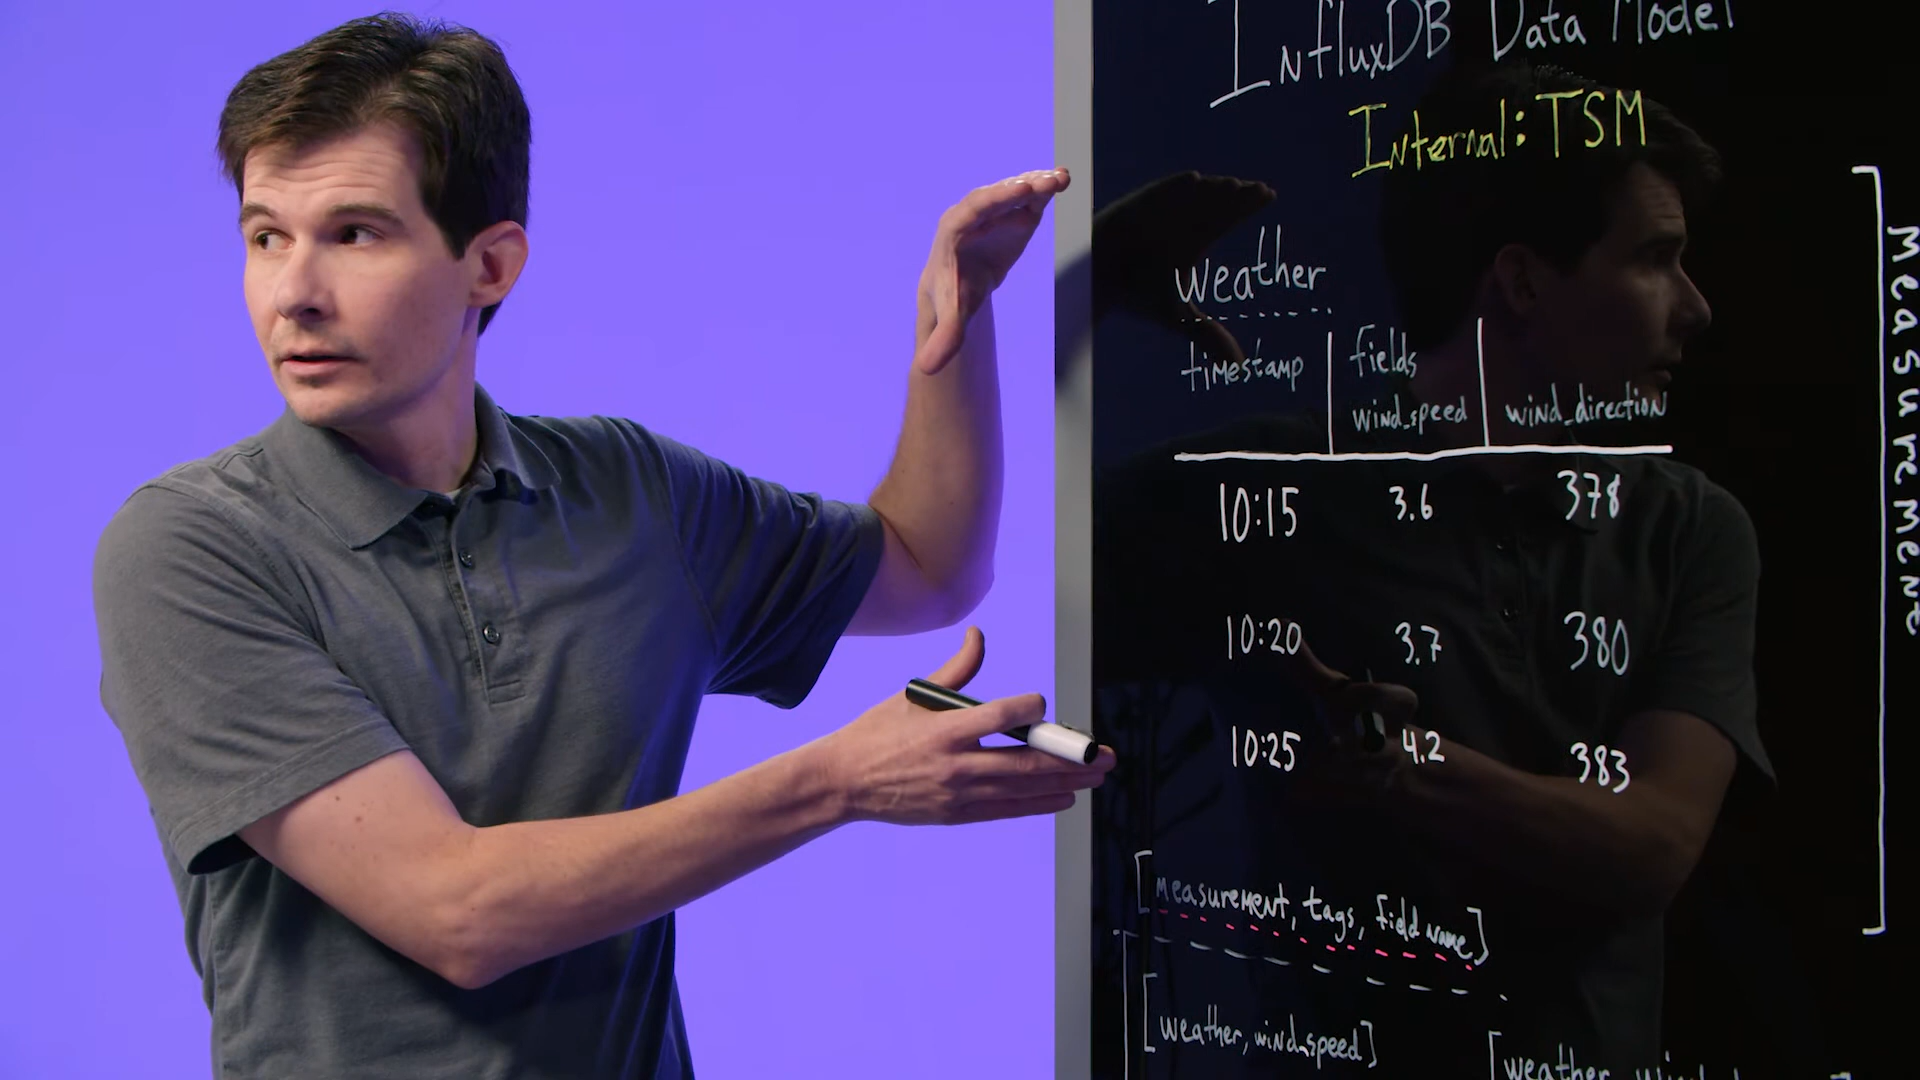 InfluxDB Data Model
Internal: TSM
weather
timestamp fields
wind_speed wind_direction
10:15 3.6 378
10:20 3.7 380
10:25 4.2 383
Measurement
[measurement, tags, field name]
[weather, wind_speed]
[weather,